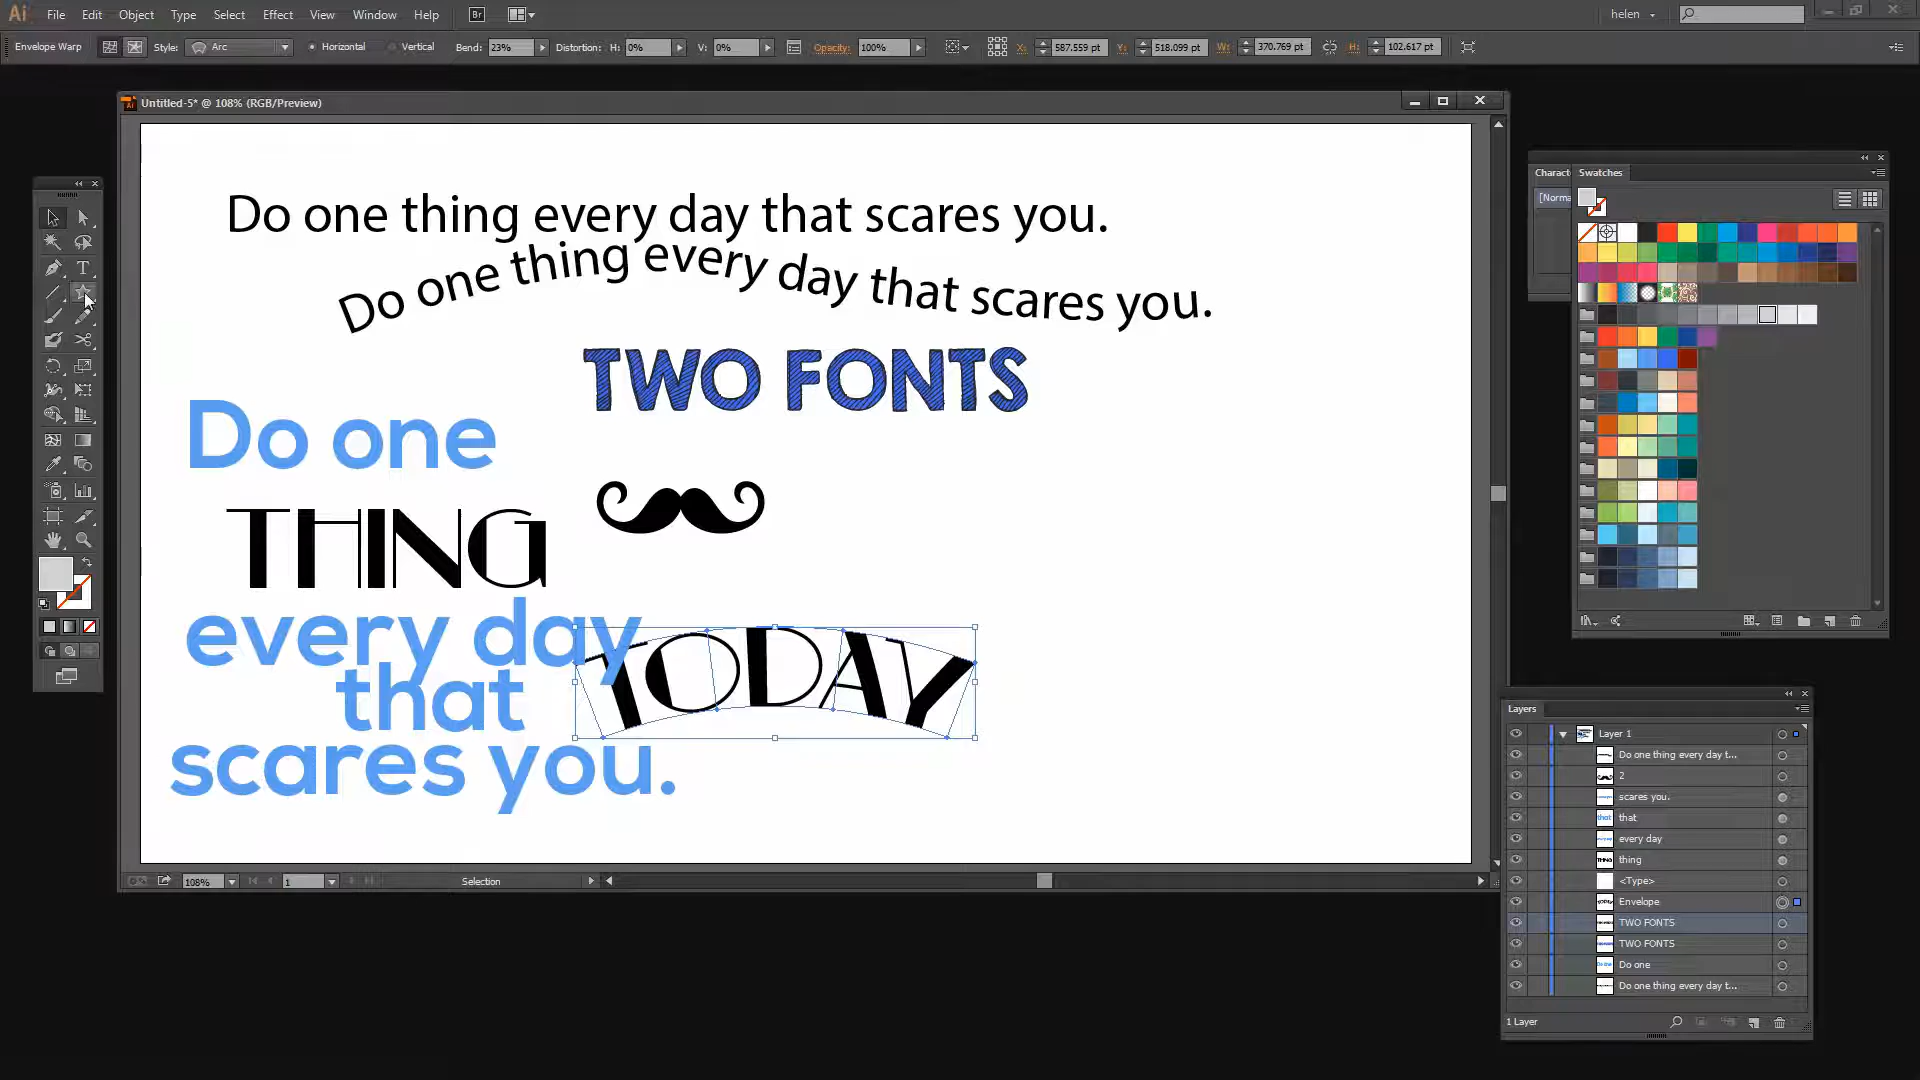 Ai File Edit Object Type Select Effect View Window Help Br helen
Envelope Warp Style: Arc Horizontal Vertical Bend: 23% Distortion: H: 0% V: 0% Opacity: 100% X: 587.559 pt Y: 518.099 pt W: 370.769 pt H: 102.617 pt
Untitled-5* @ 108% (RGB/Preview)
Do one thing every day that scares you.
Do one thing every day that scares you.
TWO FONTS
Do one
THING
every day
that
scares you.
TODAY
108% 1 Selection
Charact Swatches
[Norma
Layers
Layer 1
Do one thing every day t...
2
scares you.
that
every day
thing
<Type>
Envelope
TWO FONTS
TWO FONTS
Do one
Do one thing every day t...
1 Layer